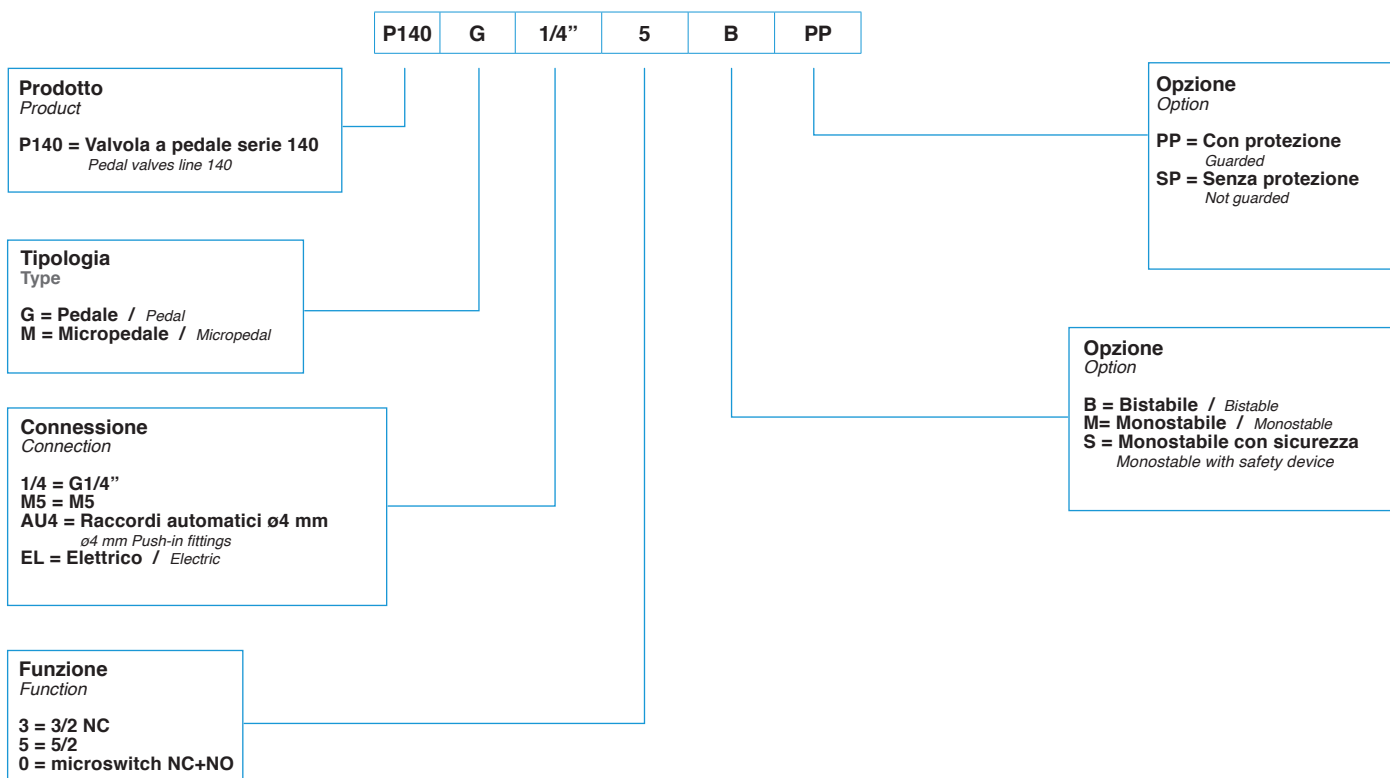 P140 G 1/4” 5 B PP
Prodotto
Product
P140 = Valvola a pedale serie 140
Pedal valves line 140
Tipologia
Type
G = Pedale / Pedal
M = Micropedale / Micropedal
Connessione
Connection
1/4 = G1/4”
M5 = M5
AU4 = Raccordi automatici ø4 mm
ø4 mm Push-in fittings
EL = Elettrico / Electric
Funzione
Function
3 = 3/2 NC
5 = 5/2
0 = microswitch NC+NO
Opzione
Option
PP = Con protezione
Guarded
SP = Senza protezione
Not guarded
Opzione
Option
B = Bistabile / Bistable
M= Monostabile / Monostable
S = Monostabile con sicurezza
Monostable with safety device